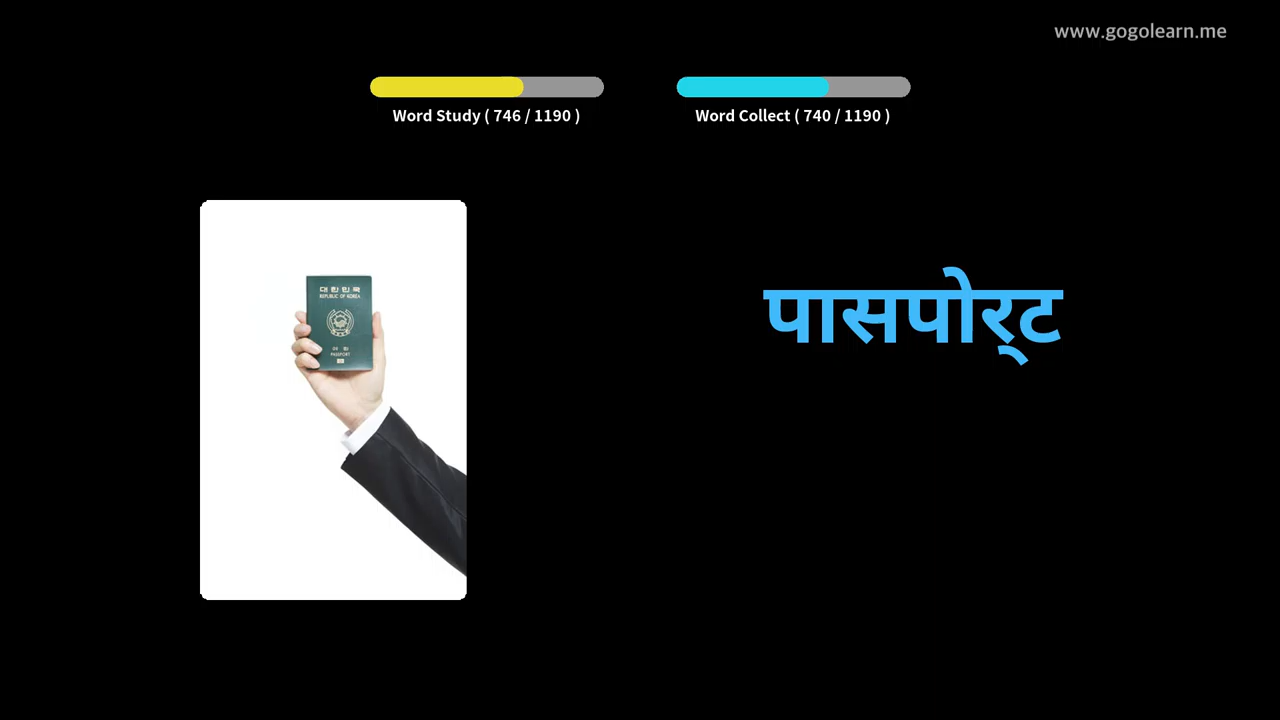 www.gogolearn.me
Word Study ( 746 / 1190 )
Word Collect ( 740 / 1190 )
대한민국
REPUBLIC OF KOREA
여 권
PASSPORT
पासपोर्‍ट